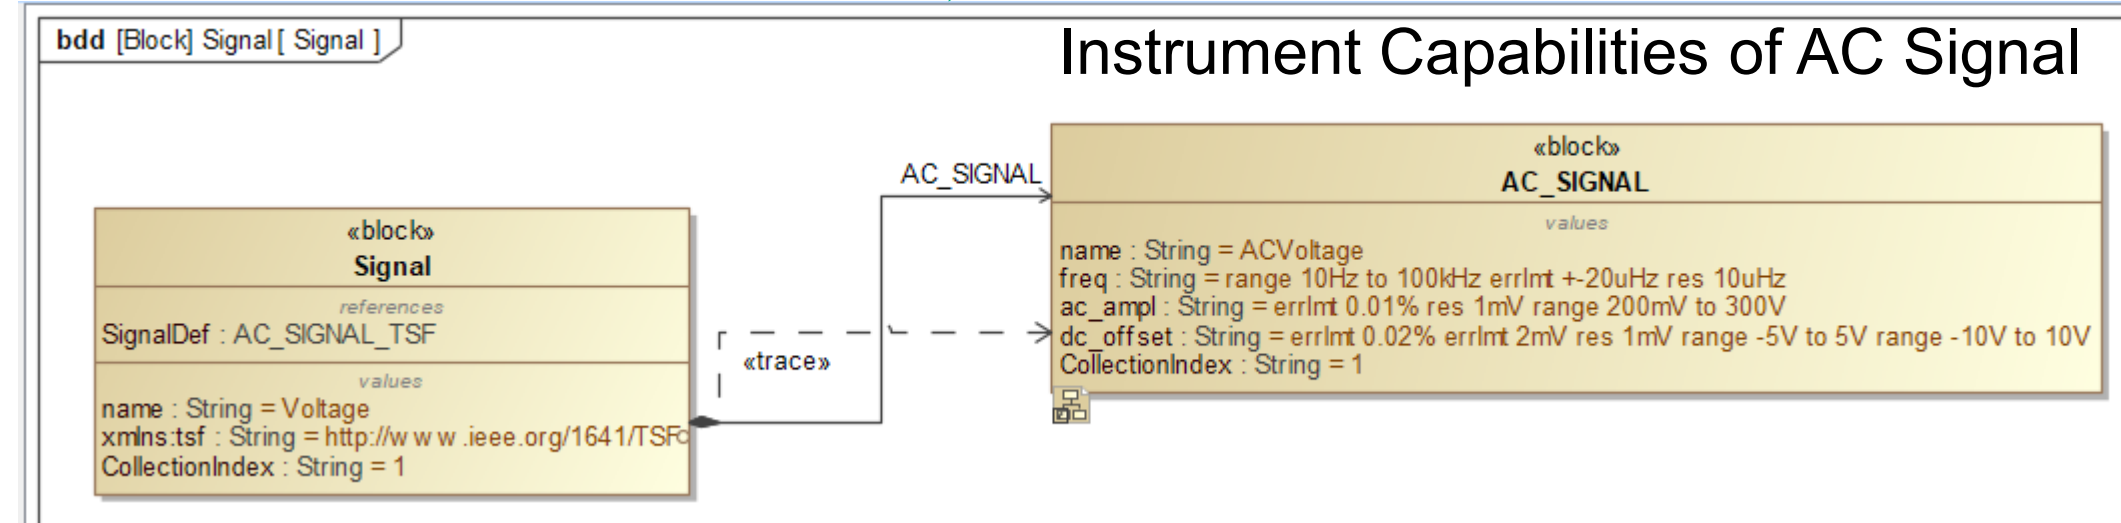 bdd [Block] Signal [ Signal ]
Instrument Capabilities of AC Signal
AC_SIGNAL
«block»
AC_SIGNAL
values
name : String = ACVoltage
freq : String = range 10Hz to 100kHz errlmt +-20uHz res 10uHz
ac_ampl : String = errlmt 0.01% res 1mV range 200mV to 300V
dc_offset : String = errlmt 0.02% errlmt 2mV res 1mV range -5V to 5V range -10V to 10V
CollectionIndex : String = 1
«block»
Signal
references
SignalDef : AC_SIGNAL_TSF
values
name : String = Voltage
xmlns:tsf : String = http://www.ieee.org/1641/TSF
CollectionIndex : String = 1
«trace»